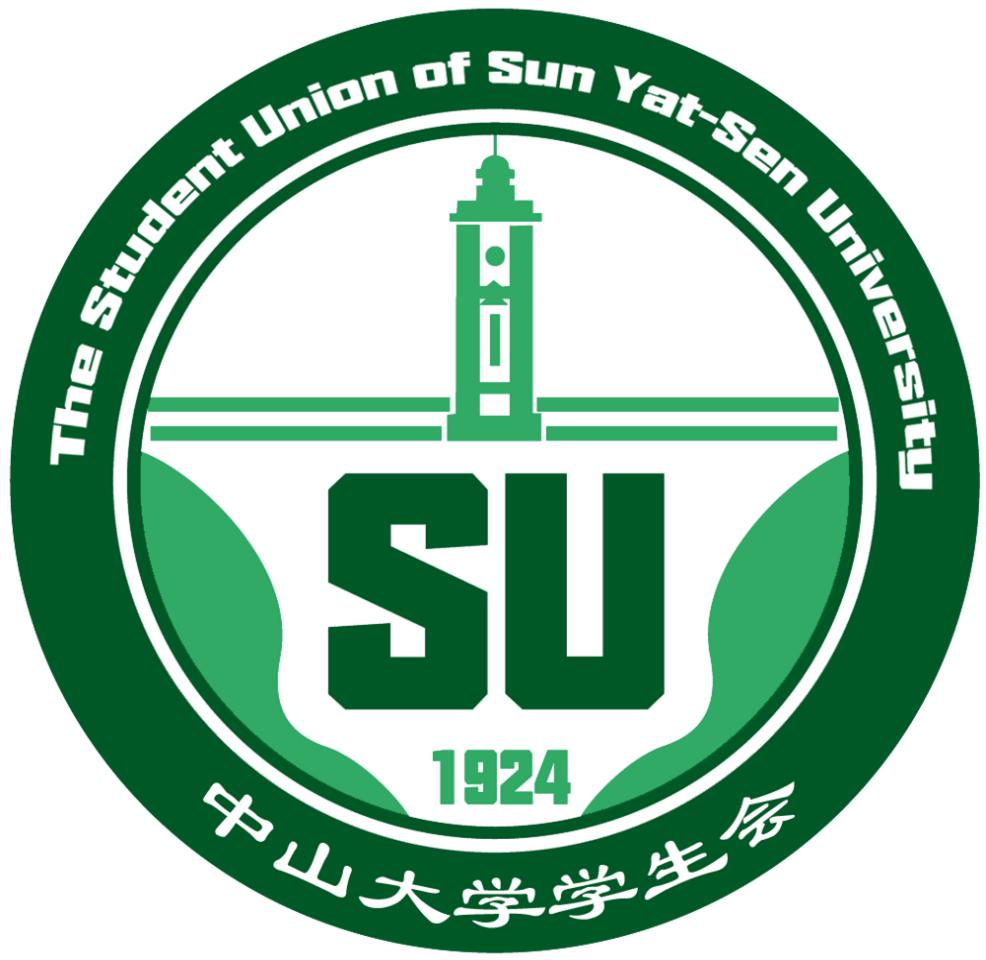 The Student Union of Sun Yat-Sen University
SU
1924
中山大学学生会